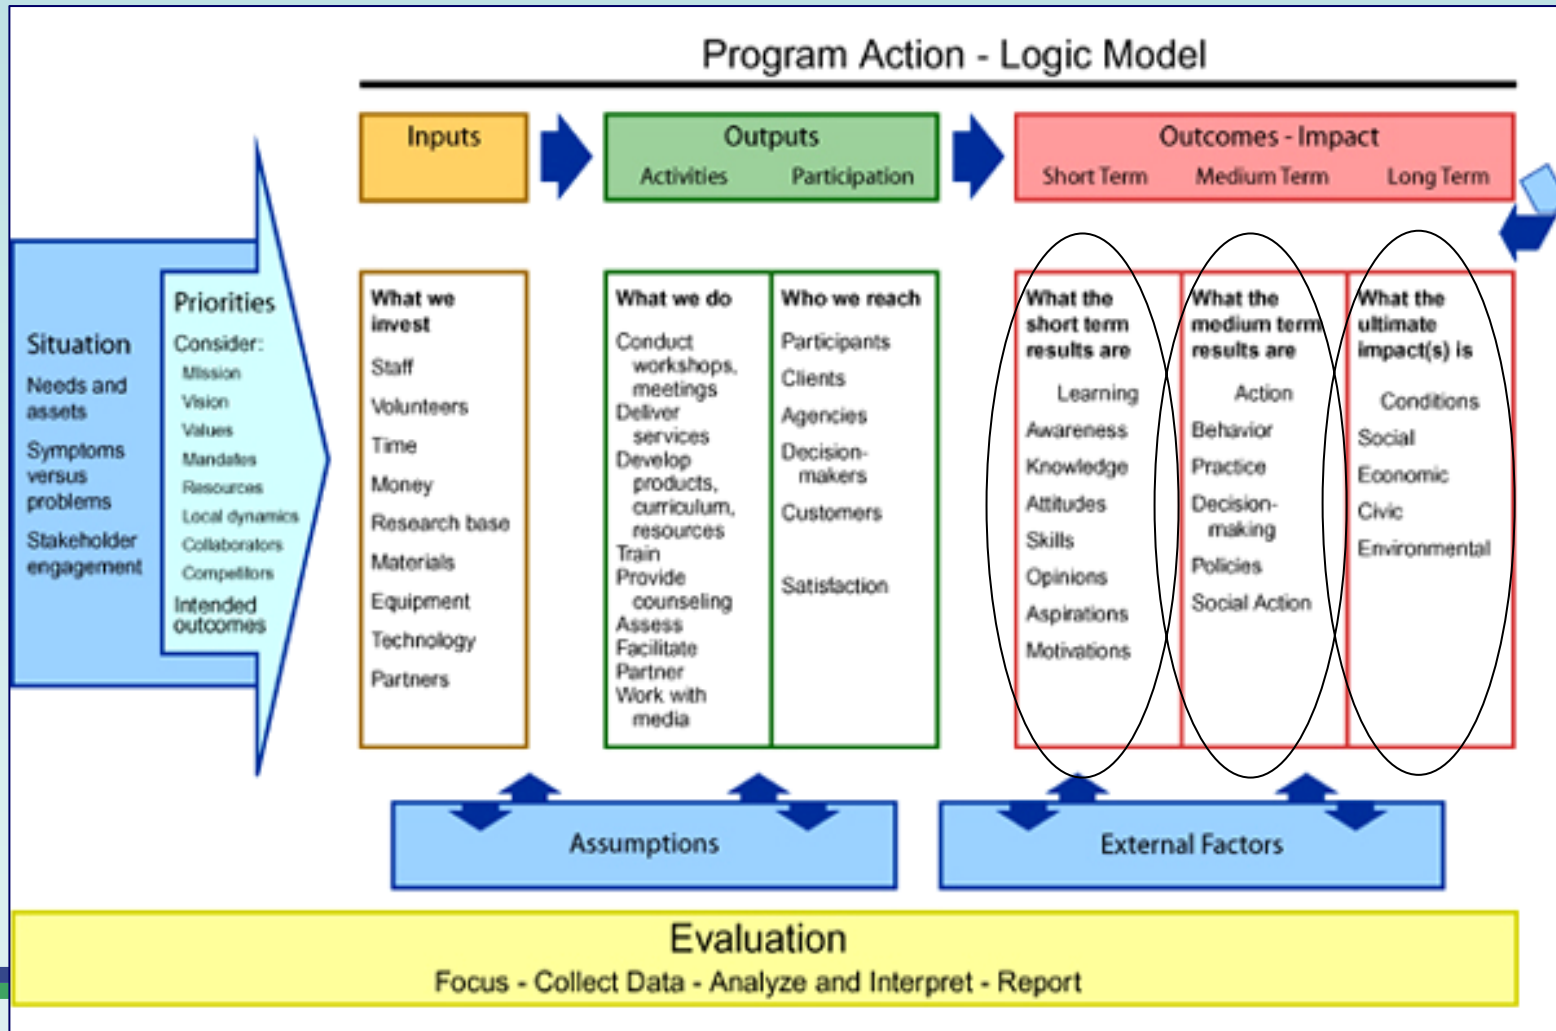 Program Action - Logic Model
Inputs
Outputs
Activities
Participation
Outcomes - Impact
Short Term
Medium Term
Long Term
Situation
Needs and
assets
Symptoms
versus
problems
Stakeholder
engagement
Priorities
Consider:
Mission
Vision
Values
Mandates
Resources
Local dynamics
Collaborators
Competitors
Intended
outcomes
What we
invest
Staff
Volunteers
Time
Money
Research base
Materials
Equipment
Technology
Partners
What we do
Conduct
workshops,
meetings
Deliver
services
Develop
products,
curriculum,
resources
Train
Provide
counseling
Assess
Facilitate
Partner
Work with
media
Who we reach
Participants
Clients
Agencies
Decision-
makers
Customers
Satisfaction
What the
short term
results are
Learning
Awareness
Knowledge
Attitudes
Skills
Opinions
Aspirations
Motivations
What the
medium term
results are
Action
Behavior
Practice
Decision-
making
Policies
Social Action
What the
ultimate
impact(s) is
Conditions
Social
Economic
Civic
Environmental
Assumptions
External Factors
Evaluation
Focus - Collect Data - Analyze and Interpret - Report